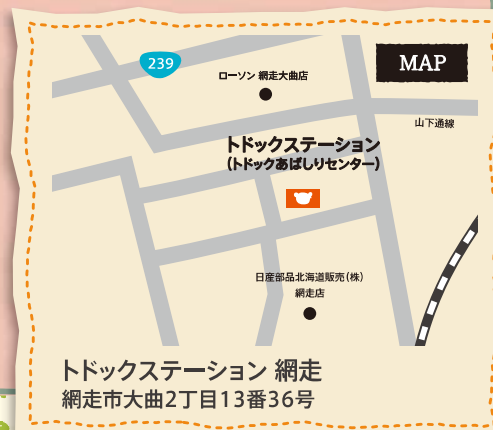 239
MAP
ローソン 網走大曲店
山下通線
トドックステーション
(トドックあばしりセンター)
日産部品北海道販売(株)
網走店
トドックステーション 網走
網走市大曲2丁目13番36号